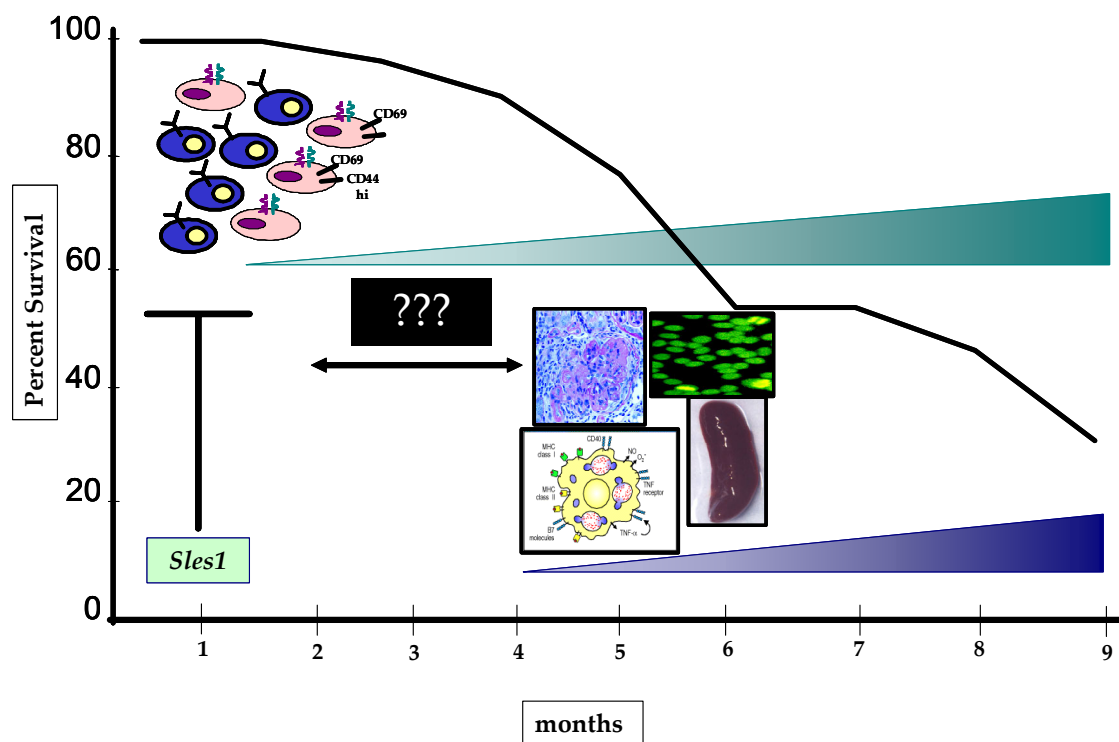 100
80
60
40
20
0
Percent Survival
CD69
CD69
CD44
hi
???
Sles1
MHC
class I
CD40
NO
O₂⁻
MHC
class II
TNF
receptor
B7
molecules
TNF-α
1
2
3
4
5
6
7
8
9
months